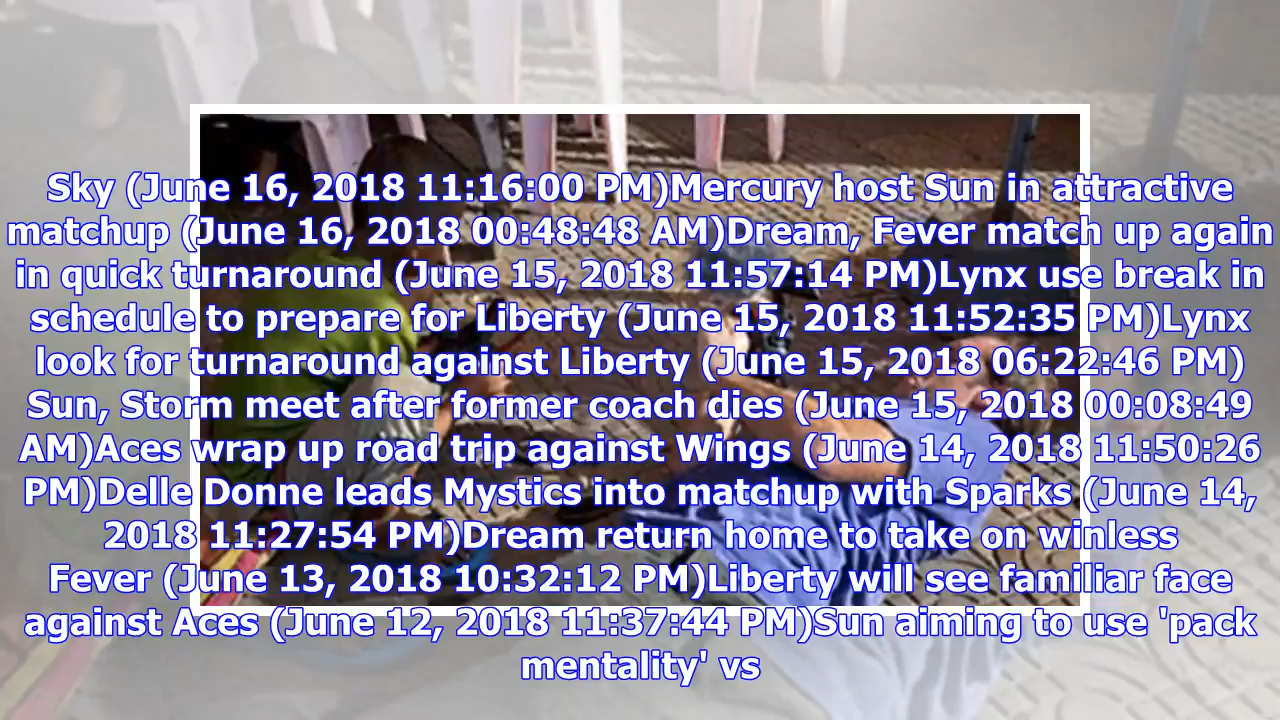 Sky (June 16, 2018 11:16:00 PM)Mercury host Sun in attractive
matchup (June 16, 2018 00:48:48 AM)Dream, Fever match up again
in quick turnaround (June 15, 2018 11:57:14 PM)Lynx use break in
schedule to prepare for Liberty (June 15, 2018 11:52:35 PM)Lynx
look for turnaround against Liberty (June 15, 2018 06:22:46 PM)
Sun, Storm meet after former coach dies (June 15, 2018 00:08:49
AM)Aces wrap up road trip against Wings (June 14, 2018 11:50:26
PM)Delle Donne leads Mystics into matchup with Sparks (June 14,
2018 11:27:54 PM)Dream return home to take on winless
Fever (June 13, 2018 10:32:12 PM)Liberty will see familiar face
against Aces (June 12, 2018 11:37:44 PM)Sun aiming to use 'pack
mentality' vs